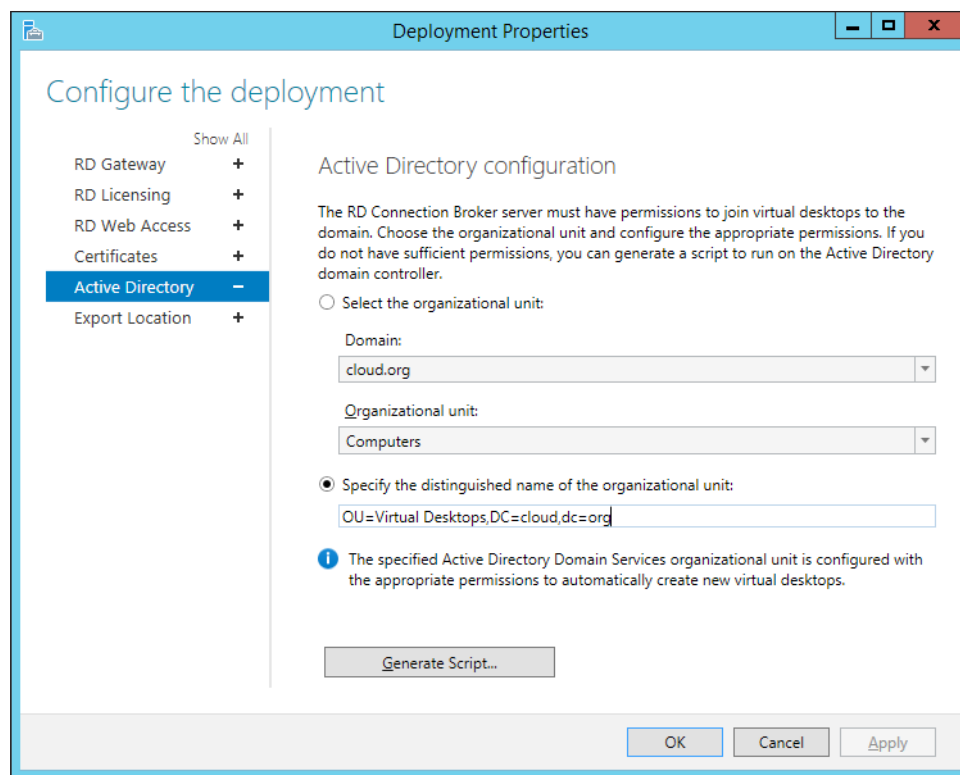 Deployment Properties
Configure the deployment
Show All
RD Gateway +
RD Licensing +
RD Web Access +
Certificates +
Active Directory –
Export Location +
Active Directory configuration
The RD Connection Broker server must have permissions to join virtual desktops to the
domain. Choose the organizational unit and configure the appropriate permissions. If you
do not have sufficient permissions, you can generate a script to run on the Active Directory
domain controller.
Select the organizational unit:
Domain:
cloud.org
Organizational unit:
Computers
Specify the distinguished name of the organizational unit:
OU=Virtual Desktops,DC=cloud,dc=org
The specified Active Directory Domain Services organizational unit is configured with
the appropriate permissions to automatically create new virtual desktops.
Generate Script...
OK Cancel Apply